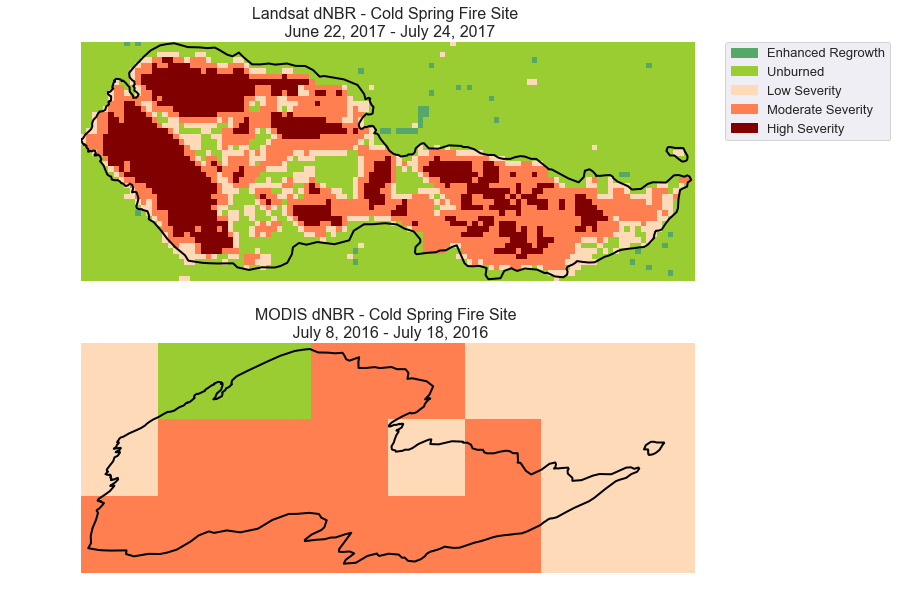 Landsat dNBR - Cold Spring Fire Site
June 22, 2017 - July 24, 2017
Enhanced Regrowth
Unburned
Low Severity
Moderate Severity
High Severity
MODIS dNBR - Cold Spring Fire Site
July 8, 2016 - July 18, 2016